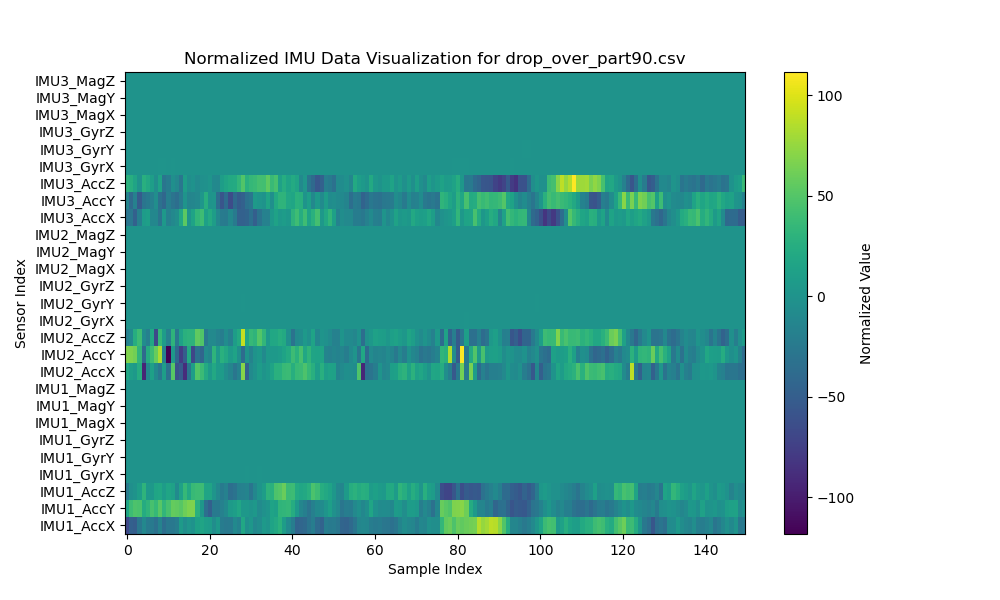 Normalized IMU Data Visualization for drop_over_part90.csv
IMU3_MagZ
IMU3_MagY
IMU3_MagX
IMU3_GyrZ
IMU3_GyrY
IMU3_GyrX
IMU3_AccZ
IMU3_AccY
IMU3_AccX
IMU2_MagZ
IMU2_MagY
IMU2_MagX
IMU2_GyrZ
IMU2_GyrY
IMU2_GyrX
IMU2_AccZ
IMU2_AccY
IMU2_AccX
IMU1_MagZ
IMU1_MagY
IMU1_MagX
IMU1_GyrZ
IMU1_GyrY
IMU1_GyrX
IMU1_AccZ
IMU1_AccY
IMU1_AccX
Sensor Index
0 20 40 60 80 100 120 140
Sample Index
100
50
0
−50
−100
Normalized Value